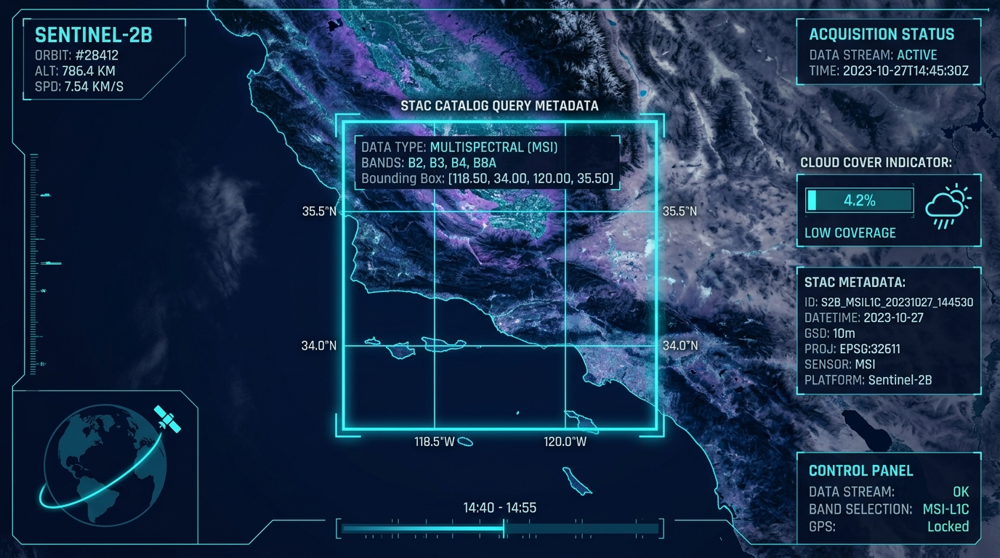 SENTINEL-2B
ORBIT: #28412
ALT: 786.4 KM
SPD: 7.54 KM/S
ACQUISITION STATUS
DATA STREAM: ACTIVE
TIME: 2023-10-27T14:45:30Z
STAC CATALOG QUERY METADATA
DATA TYPE: MULTISPECTRAL (MSI)
BANDS: B2, B3, B4, B8A
Bounding Box: [118.50, 34.00, 120.00, 35.50]
35.5°N
35.5°N
34.0°N
34.0°N
118.5°W
120.0°W
CLOUD COVER INDICATOR:
4.2%
LOW COVERAGE
STAC METADATA:
ID: S2B_MSIL1C_20231027_144530
DATETIME: 2023-10-27
GSD: 10m
PROJ: EPSG:32611
SENSOR: MSI
PLATFORM: Sentinel-2B
14:40 - 14:55
CONTROL PANEL
DATA STREAM: OK
BAND SELECTION: MSI-L1C
GPS: Locked